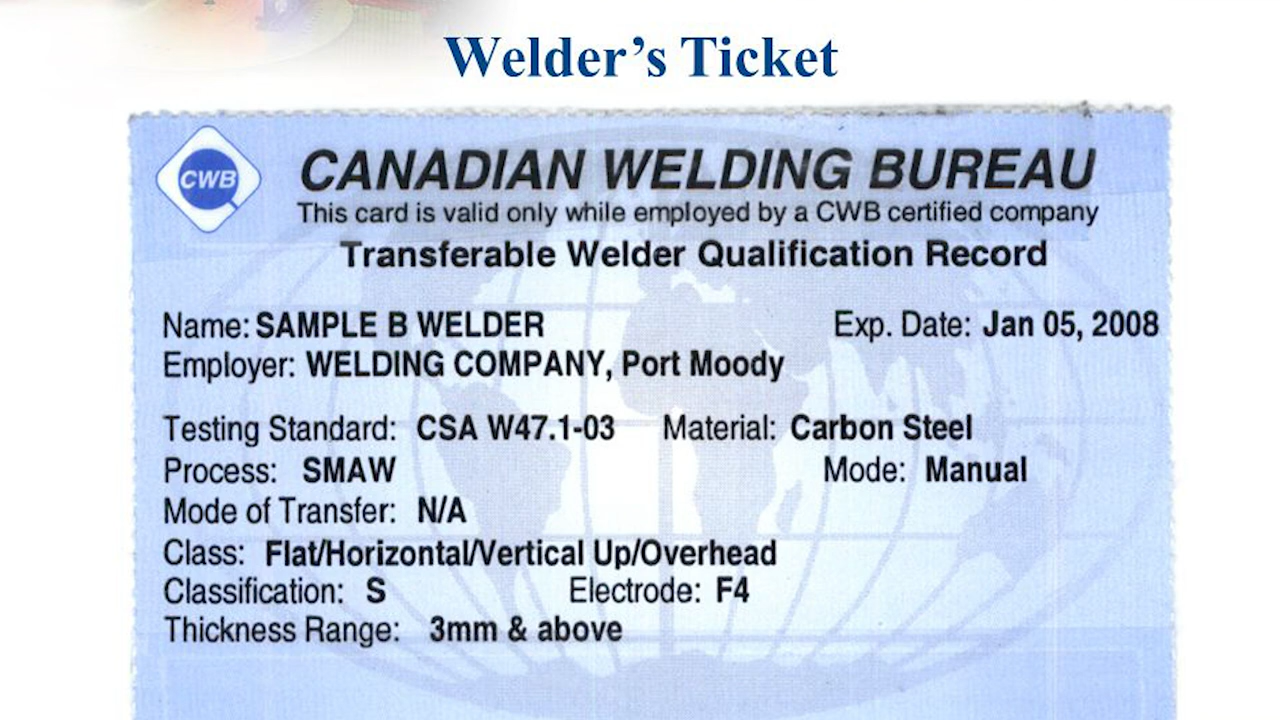 Welder’s Ticket
CWB
CANADIAN WELDING BUREAU
This card is valid only while employed by a CWB certified company
Transferable Welder Qualification Record
Name: SAMPLE B WELDER Exp. Date: Jan 05, 2008
Employer: WELDING COMPANY, Port Moody
Testing Standard: CSA W47.1-03 Material: Carbon Steel
Process: SMAW Mode: Manual
Mode of Transfer: N/A
Class: Flat/Horizontal/Vertical Up/Overhead
Classification: S Electrode: F4
Thickness Range: 3mm & above